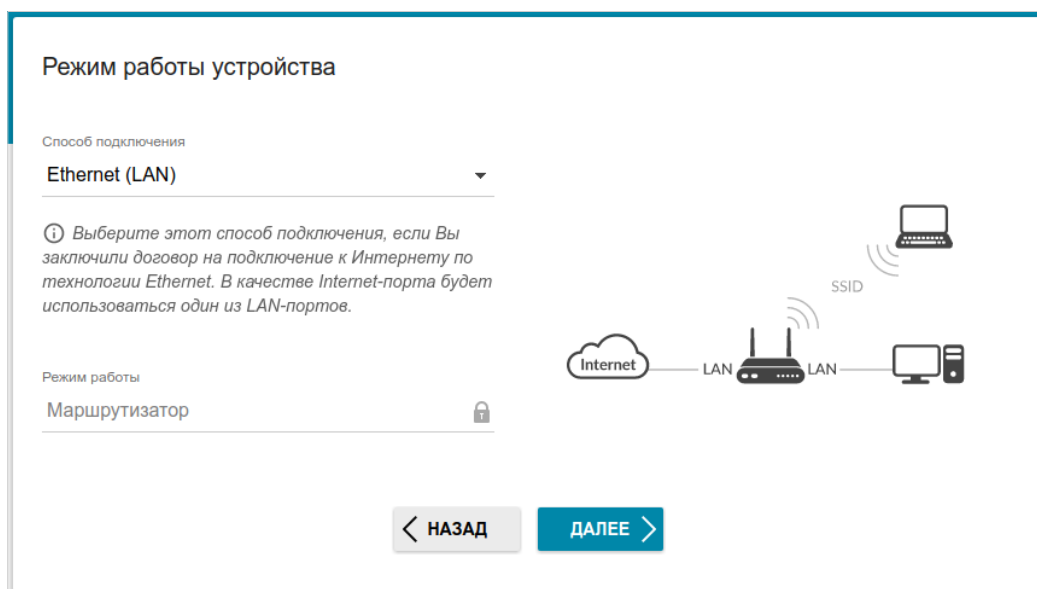 Режим работы устройства
Способ подключения
Ethernet (LAN)
Выберите этот способ подключения, если Вы
заключили договор на подключение к Интернету по
технологии Ethernet. В качестве Internet-порта будет
использоваться один из LAN-портов.
SSID
Internet
LAN
LAN
Режим работы
Маршрутизатор
НАЗАД
ДАЛЕЕ